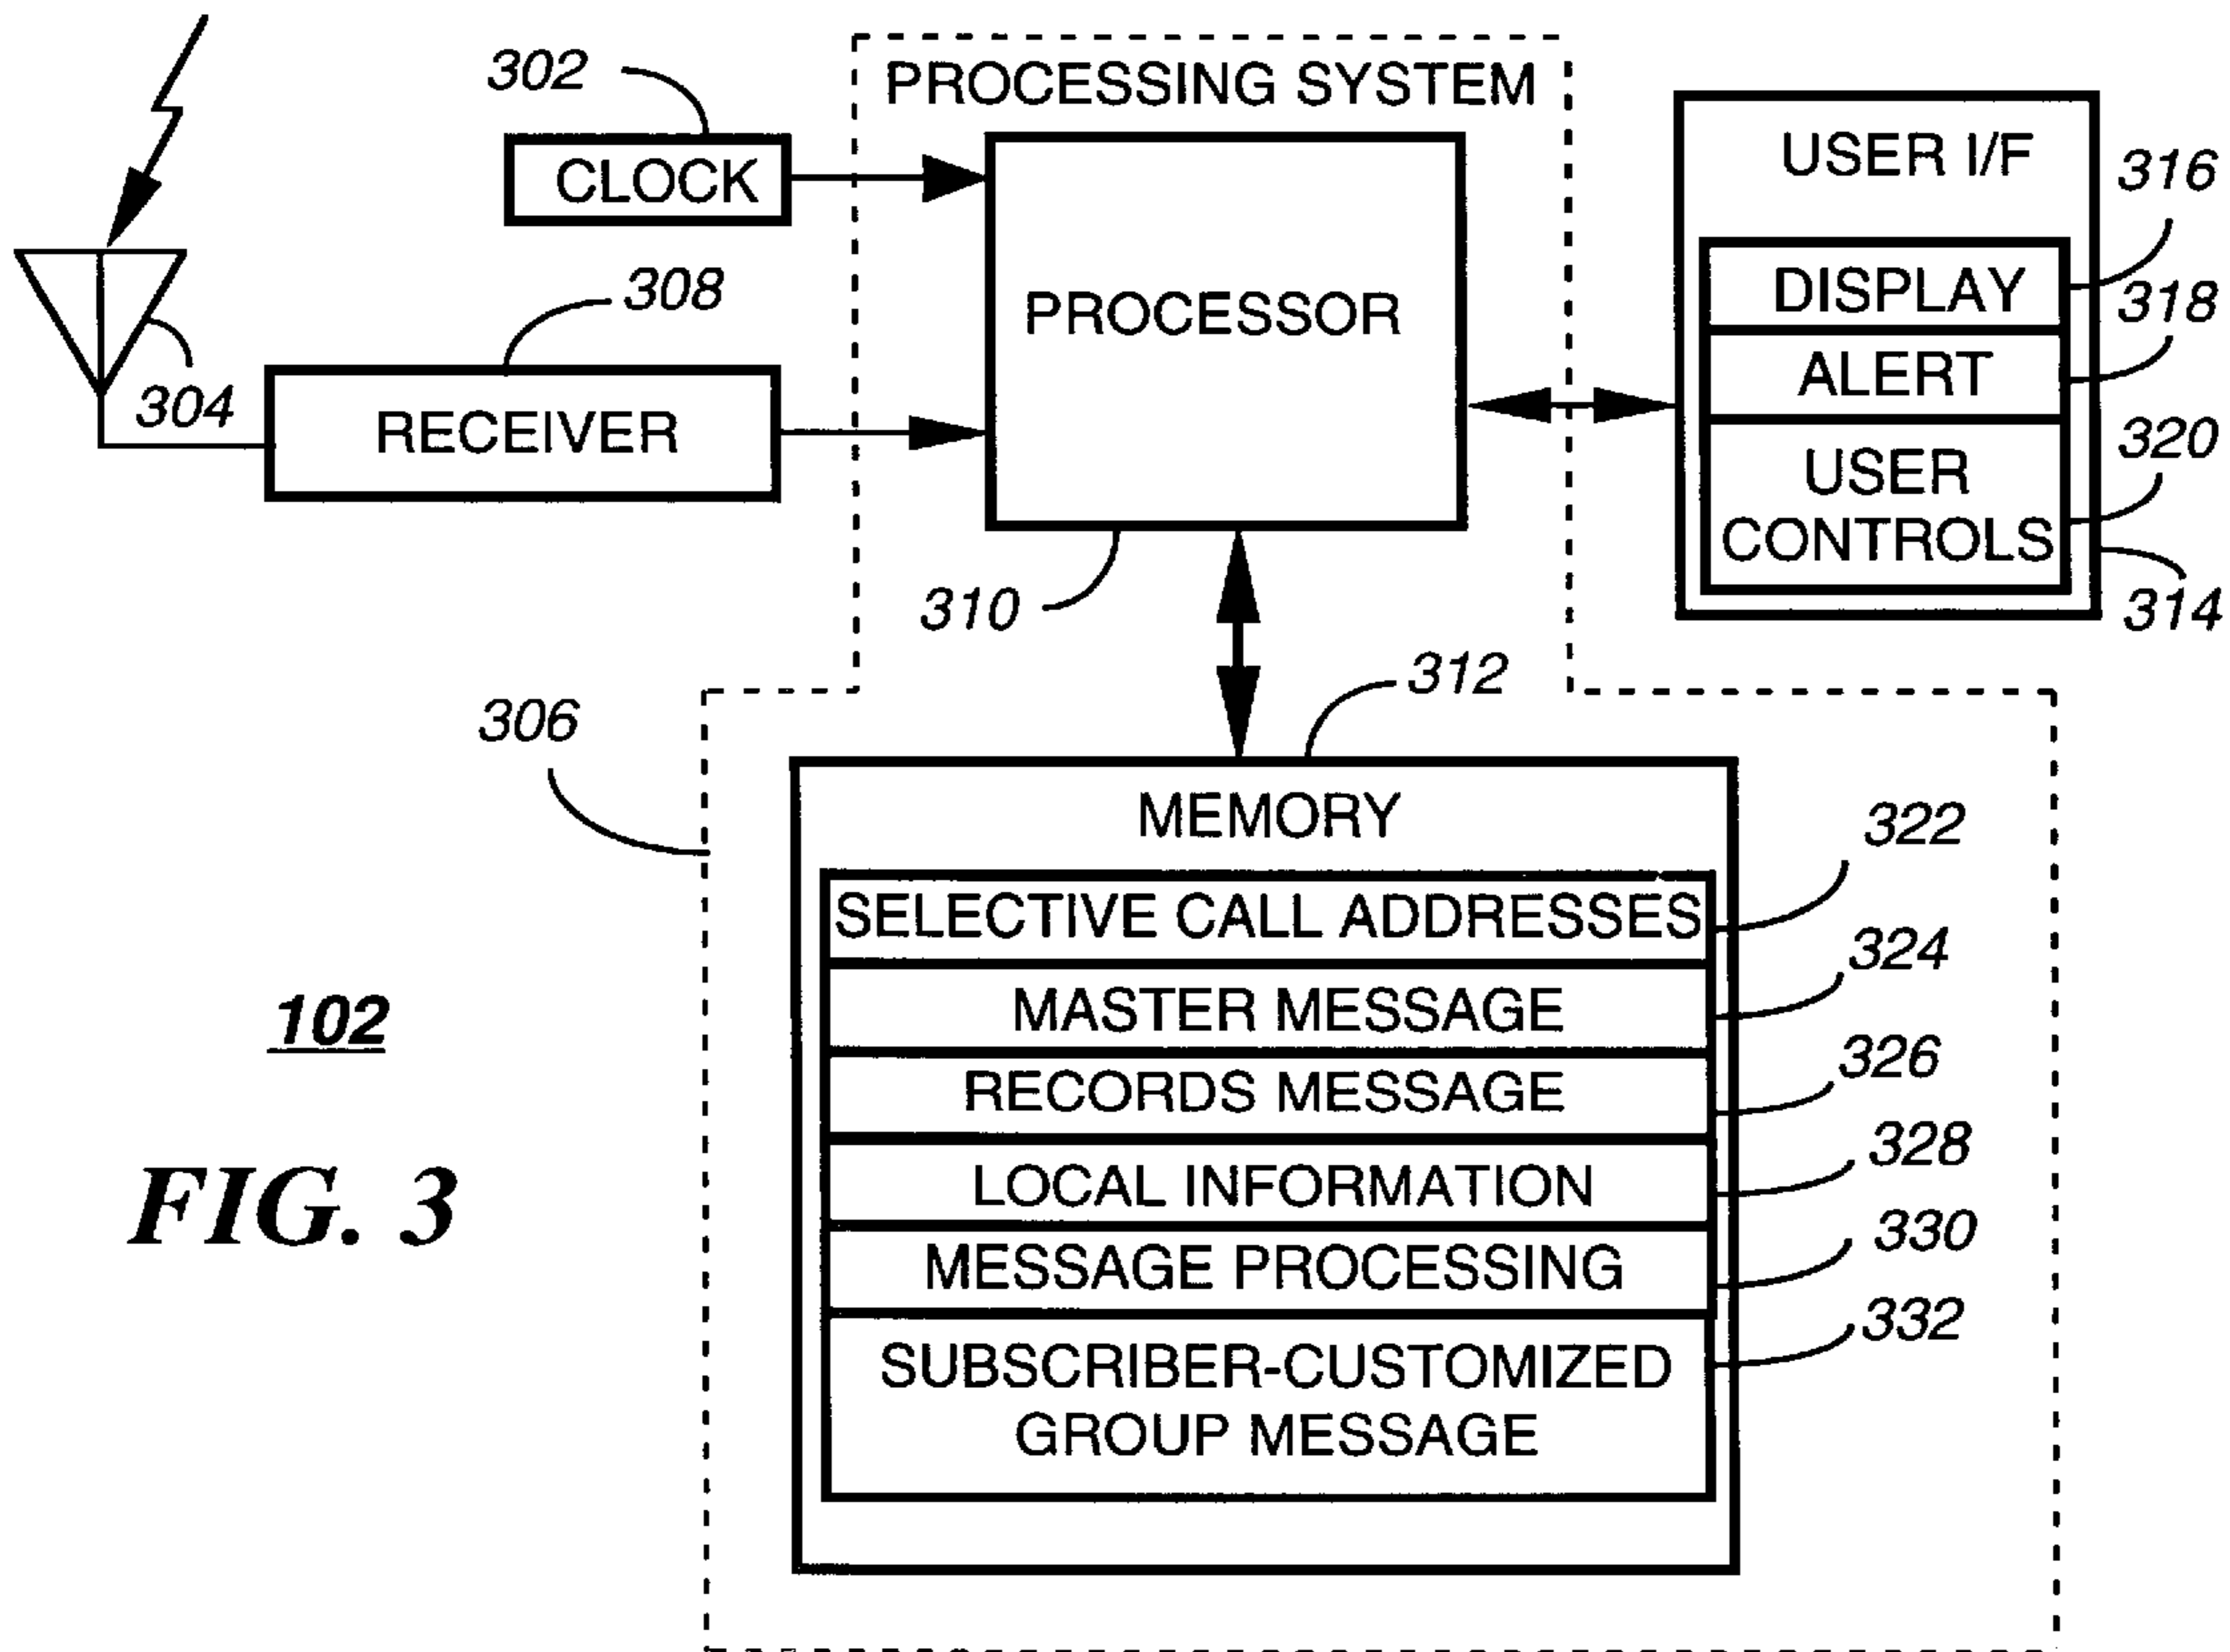 302
PROCESSING SYSTEM
CLOCK
USER I/F
316
308
PROCESSOR
DISPLAY
318
304
RECEIVER
ALERT
320
USER
CONTROLS
310
314
312
306
MEMORY
322
SELECTIVE CALL ADDRESSES
324
MASTER MESSAGE
102
326
RECORDS MESSAGE
328
LOCAL INFORMATION
FIG. 3
330
MESSAGE PROCESSING
332
SUBSCRIBER-CUSTOMIZED
GROUP MESSAGE